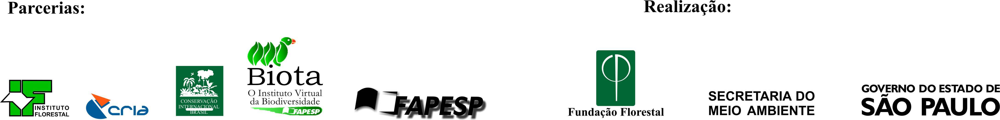 Parcerias:
INSTITUTO
FLORESTAL
cria
CONSERVAÇÃO
INTERNACIONAL
BRASIL
Biota
O Instituto Virtual
da Biodiversidade
FAPESP
FAPESP
Realização:
Fundação Florestal
SECRETARIA DO
MEIO AMBIENTE
GOVERNO DO ESTADO DE
SÃO PAULO